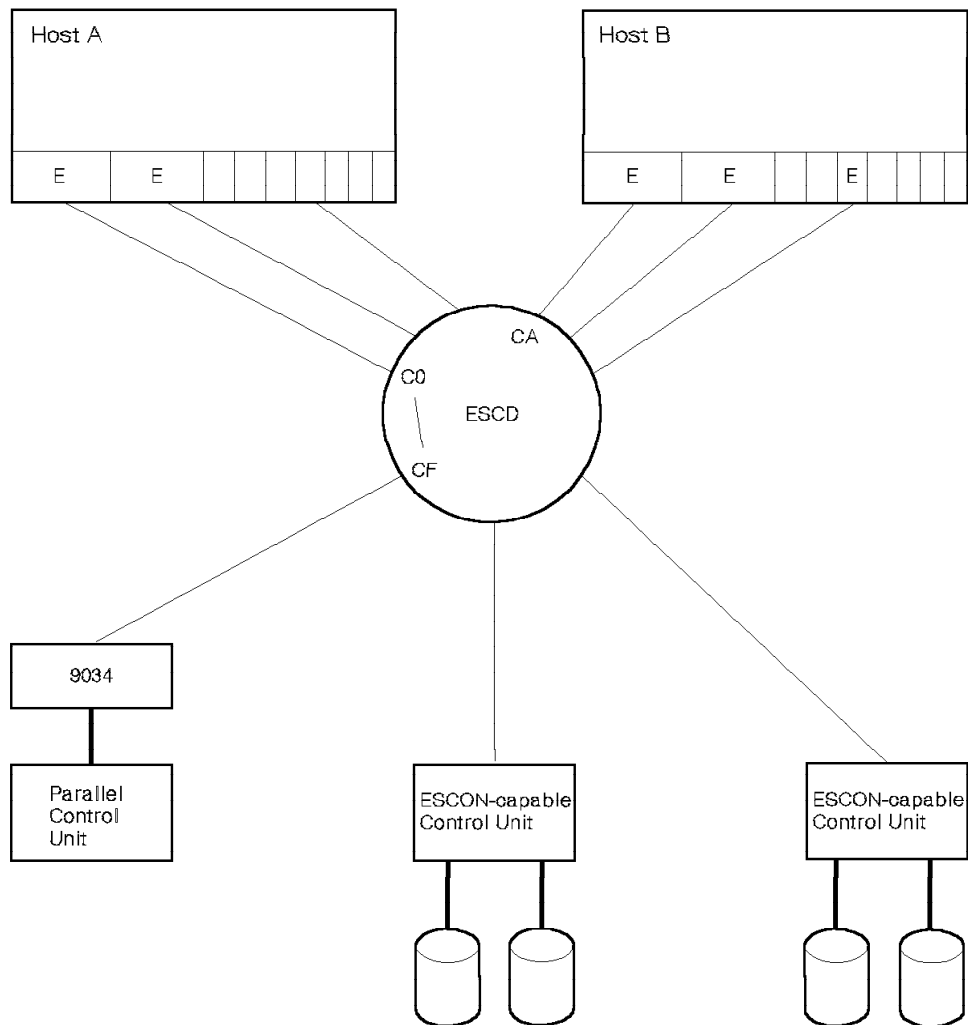 Host A
Host B
E E
E E E
CA
C0
ESCD
CF
9034
Parallel
Control
Unit
ESCON-capable
Control Unit
ESCON-capable
Control Unit